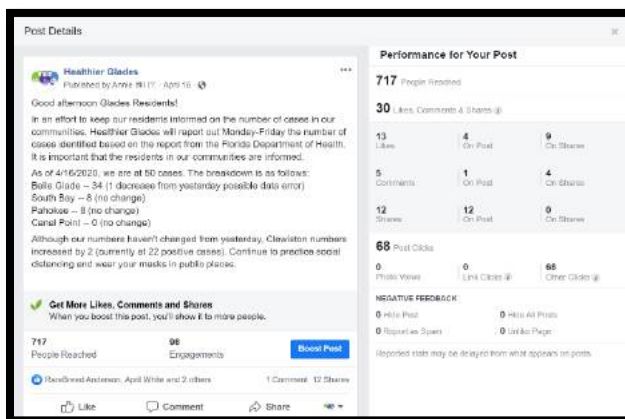 Post Details
Healthier Glades
Published by Annie · April 16 ·
Good afternoon Glades Residents!
In an effort to keep our residents informed on the number of cases in our
communities. Healthier Glades will report out Monday-Friday the number of
cases identified based on the report from the Florida Department of Health.
It is important that the residents in our communities are informed.
As of 4/16/2020, we are at 50 cases. The breakdown is as follows:
Belle Glade -- 34 (1 decrease from yesterday possible data error)
South Bay -- 8 (no change)
Pahokee -- 8 (no change)
Canal Point -- 0 (no change)
Although our numbers haven't changed from yesterday, Clewiston numbers
increased by 2 (currently at 22 positive cases). Continue to practice social
distancing and wear your masks in public places.
Get More Likes, Comments and Shares
When you boost this post, you'll show it to more people.
717
People Reached
98
Engagements
Boost Post
Anderson, April White and 2 others
1 Comment 12 Shares
Like Comment Share
Performance for Your Post
717 People Reached
30 Likes, Comments & Shares
13 4 9
Likes On Post On Shares
5 1 4
Comments On Post On Shares
12 12 0
Shares On Post On Shares
68 Post Clicks
0 0 68
Photo Views Link Clicks Other Clicks
NEGATIVE FEEDBACK
0 Hide Post 0 Hide All Posts
0 Report as Spam 0 Unlike Page
Reported stats may be delayed from what appears on posts